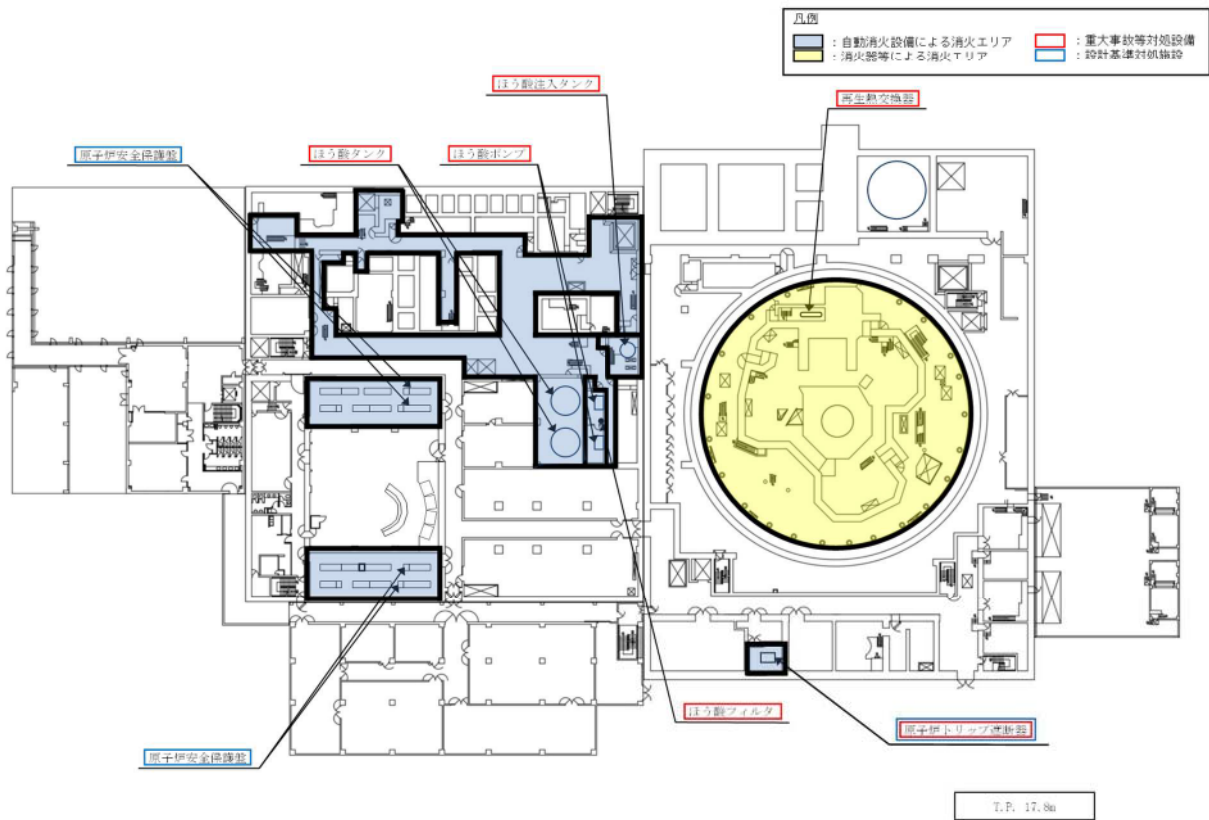 凡例
：自動消火設備による消火エリア
：重大事故等対処設備
：消火器等による消火エリア
：設計基準対処施設
ほう酸注入タンク
再生熱交換器
原子炉安全保護盤
ほう酸タンク
ほう酸ポンプ
ほう酸フィルタ
原子炉トリップ遮断器
原子炉安全保護盤
T.P. 17.8m